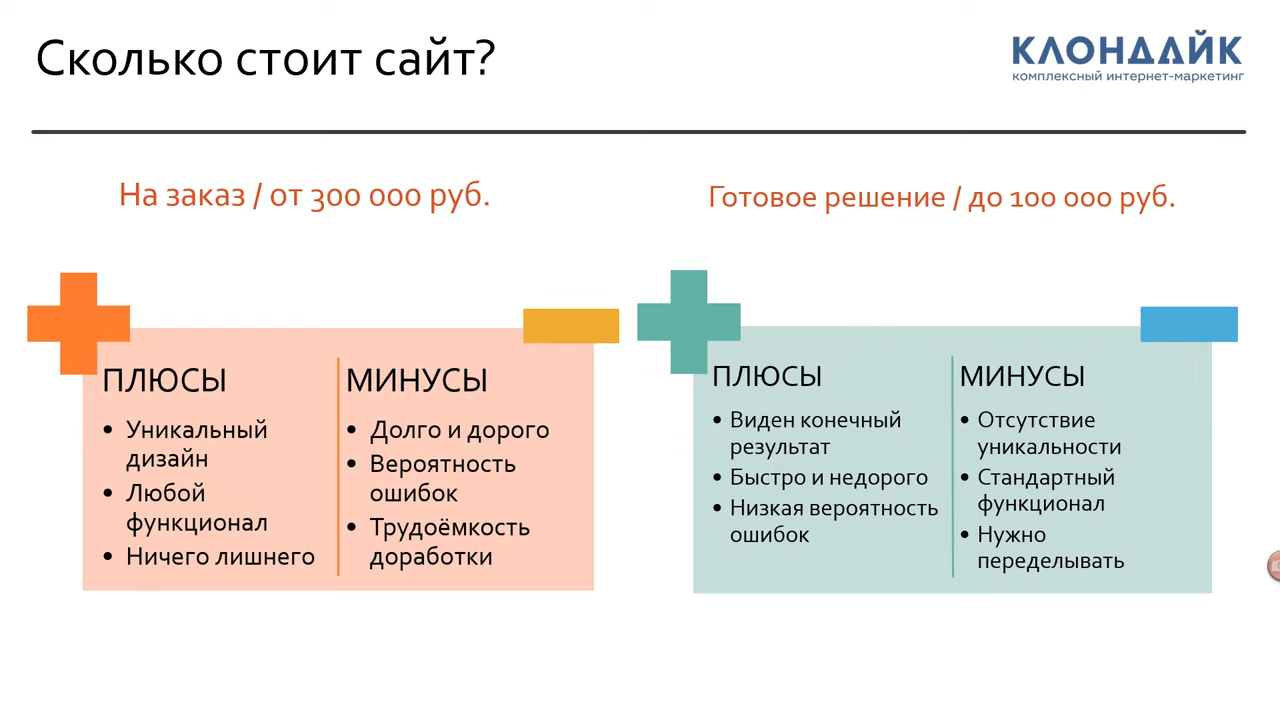 Сколько стоит сайт?
КЛОНДАЙК
комплексный интернет-маркетинг
На заказ / от 300 000 руб.
ПЛЮСЫ
• Уникальный
дизайн
• Любой
функционал
• Ничего лишнего
МИНУСЫ
• Долго и дорого
• Вероятность
ошибок
• Трудоёмкость
доработки
Готовое решение / до 100 000 руб.
ПЛЮСЫ
• Виден конечный
результат
• Быстро и недорого
• Низкая вероятность
ошибок
МИНУСЫ
• Отсутствие
уникальности
• Стандартный
функционал
• Нужно
переделывать